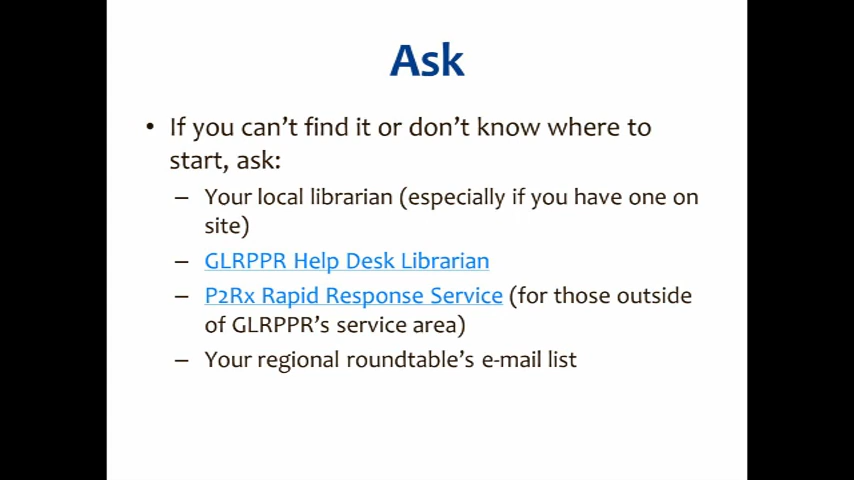 Ask
• If you can't find it or don't know where to
start, ask:
– Your local librarian (especially if you have one on
site)
– GLRPPR Help Desk Librarian
– P2Rx Rapid Response Service (for those outside
of GLRPPR's service area)
– Your regional roundtable's e-mail list